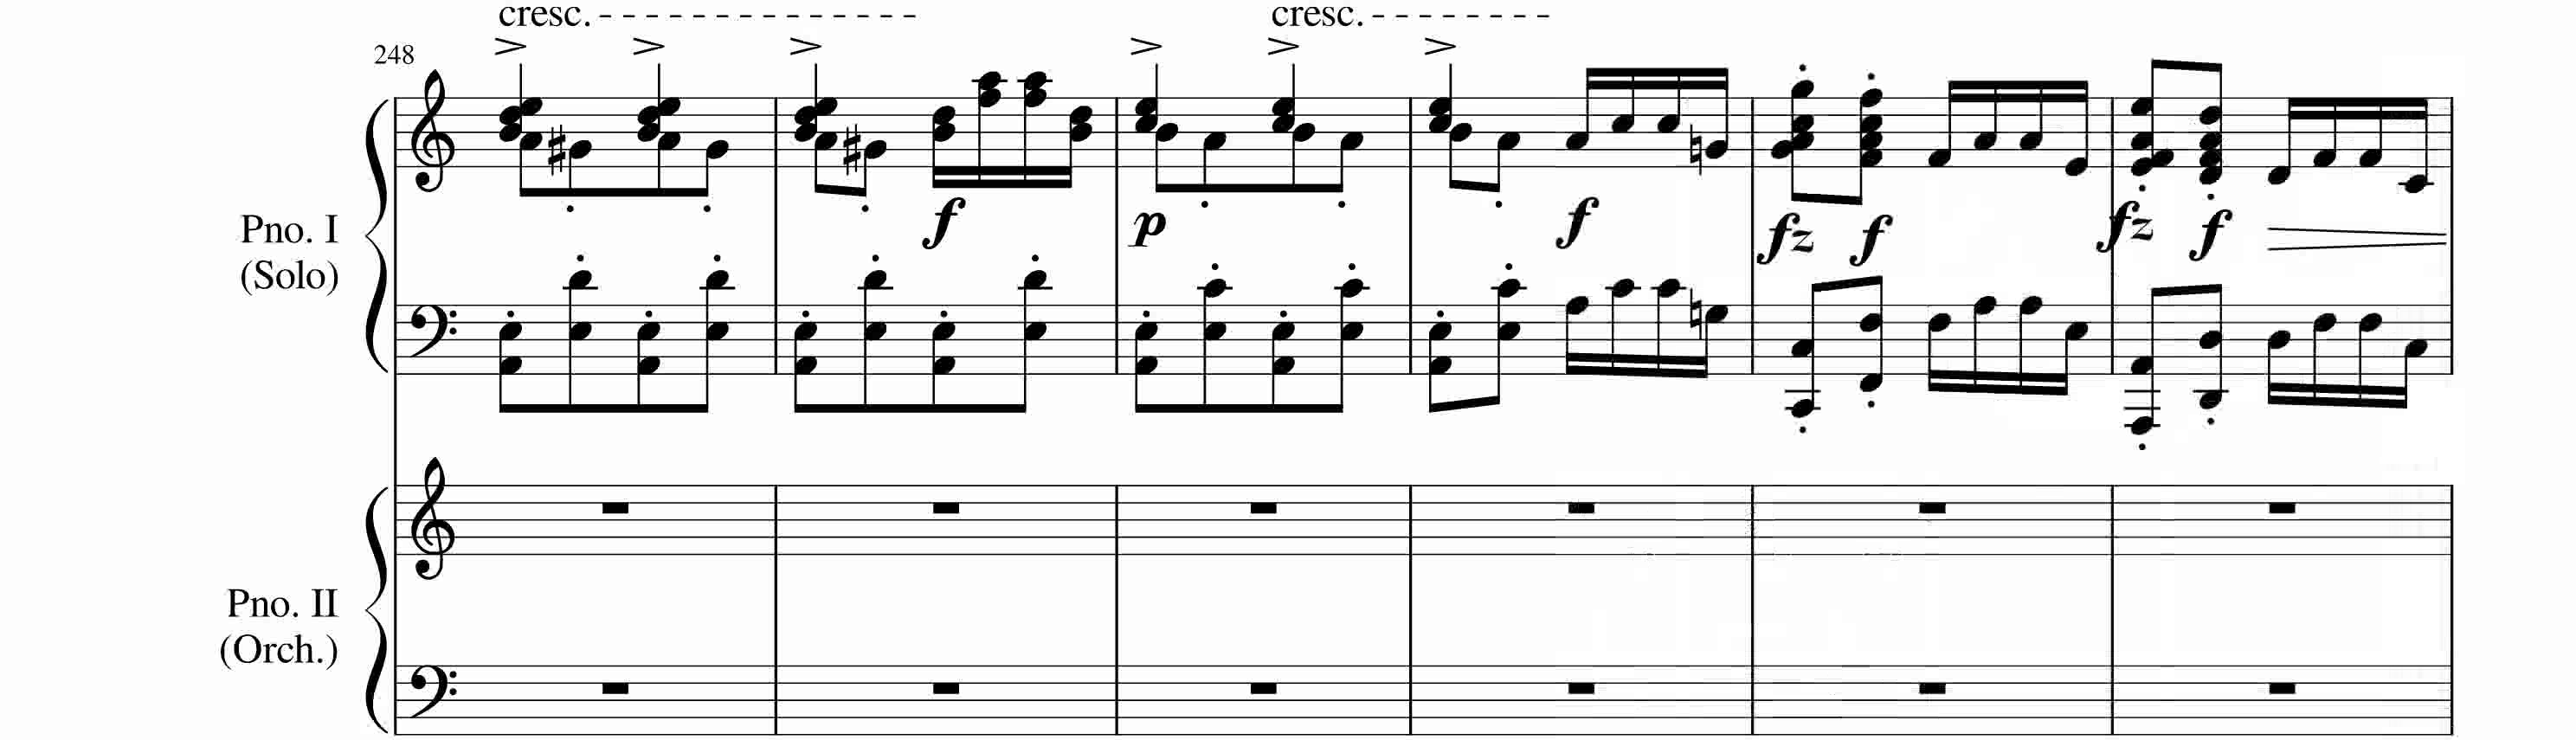 cresc. cresc.
248
f p f fz f fz f
Pno. I
(Solo)
Pno. II
(Orch.)